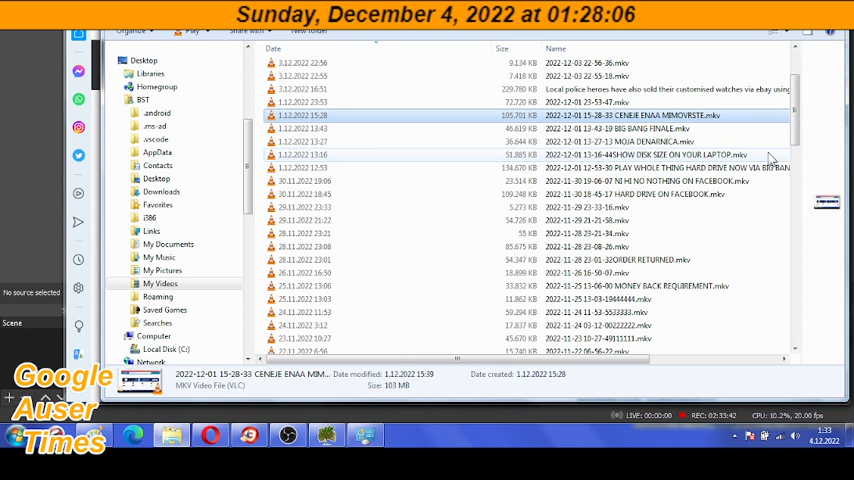 Sunday, December 4, 2022 at 01:28:06
Organize
Play
Share with
New folder
Date
Size
Name
3.12.2022 22:56 9.134 KB 2022-12-03 22-56-36.mkv
3.12.2022 22:55 7.418 KB 2022-12-03 22-55-18.mkv
3.12.2022 16:51 229.780 KB Local police heroes have also sold their customised watches via ebay using
1.12.2022 23:53 72.720 KB 2022-12-01 23-53-47.mkv
1.12.2022 15:28 105.701 KB 2022-12-01 15-28-33 CENEJE ENAA MIMOVRSTE.mkv
1.12.2022 13:43 46.619 KB 2022-12-01 13-43-19 BIG BANG FINALE.mkv
1.12.2022 13:27 36.644 KB 2022-12-01 13-27-13 MOJA DENARNICA.mkv
1.12.2022 13:16 51.885 KB 2022-12-01 13-16-44SHOW DISK SIZE ON YOUR LAPTOP.mkv
1.12.2022 12:53 134.670 KB 2022-12-01 12-53-30 PLAY WHOLE THING HARD DRIVE NOW VIA BIG BAN
30.11.2022 19:06 23.514 KB 2022-11-30 19-06-07 NI HI NO NOTHING ON FACEBOOK.mkv
30.11.2022 18:45 109.248 KB 2022-11-30 18-45-17 HARD DRIVE ON FACEBOOK.mkv
29.11.2022 23:33 5.273 KB 2022-11-29 23-33-16.mkv
29.11.2022 21:22 54.726 KB 2022-11-29 21-21-58.mkv
28.11.2022 23:21 55 KB 2022-11-28 23-21-34.mkv
28.11.2022 23:08 85.675 KB 2022-11-28 23-08-26.mkv
28.11.2022 23:01 54.347 KB 2022-11-28 23-01-32ORDER RETURNED.mkv
26.11.2022 16:50 18.899 KB 2022-11-26 16-50-07.mkv
25.11.2022 13:06 33.832 KB 2022-11-25 13-06-00 MONEY BACK REQUIREMENT.mkv
25.11.2022 13:03 11.862 KB 2022-11-25 13-03-19444444.mkv
24.11.2022 11:53 59.294 KB 2022-11-24 11-53-5533333.mkv
24.11.2022 3:12 17.837 KB 2022-11-24 03-12-00222222.mkv
23.11.2022 10:27 45.670 KB 2022-11-23 10-27-49111111.mkv
22.11.2022 6:56 15.740 KB 2022-11-22 06-56-22.mkv
Desktop
Libraries
Homegroup
BST
.android
.ms-ad
.vscode
AppData
Contacts
Desktop
Downloads
Favorites
i386
Links
My Documents
My Music
My Pictures
My Videos
Roaming
Saved Games
Searches
Computer
Local Disk (C:)
Network
No source selected
Scene
2022-12-01 15-28-33 CENEJE ENAA MIM... Date modified: 1.12.2022 15:39 Date created: 1.12.2022 15:28
MKV Video File (VLC) Size: 103 MB
Google
Auser
Times
LIVE: 00:00:00 REC: 02:33:42 CPU: 10.2%, 20.00 fps
1:33
4.12.2022